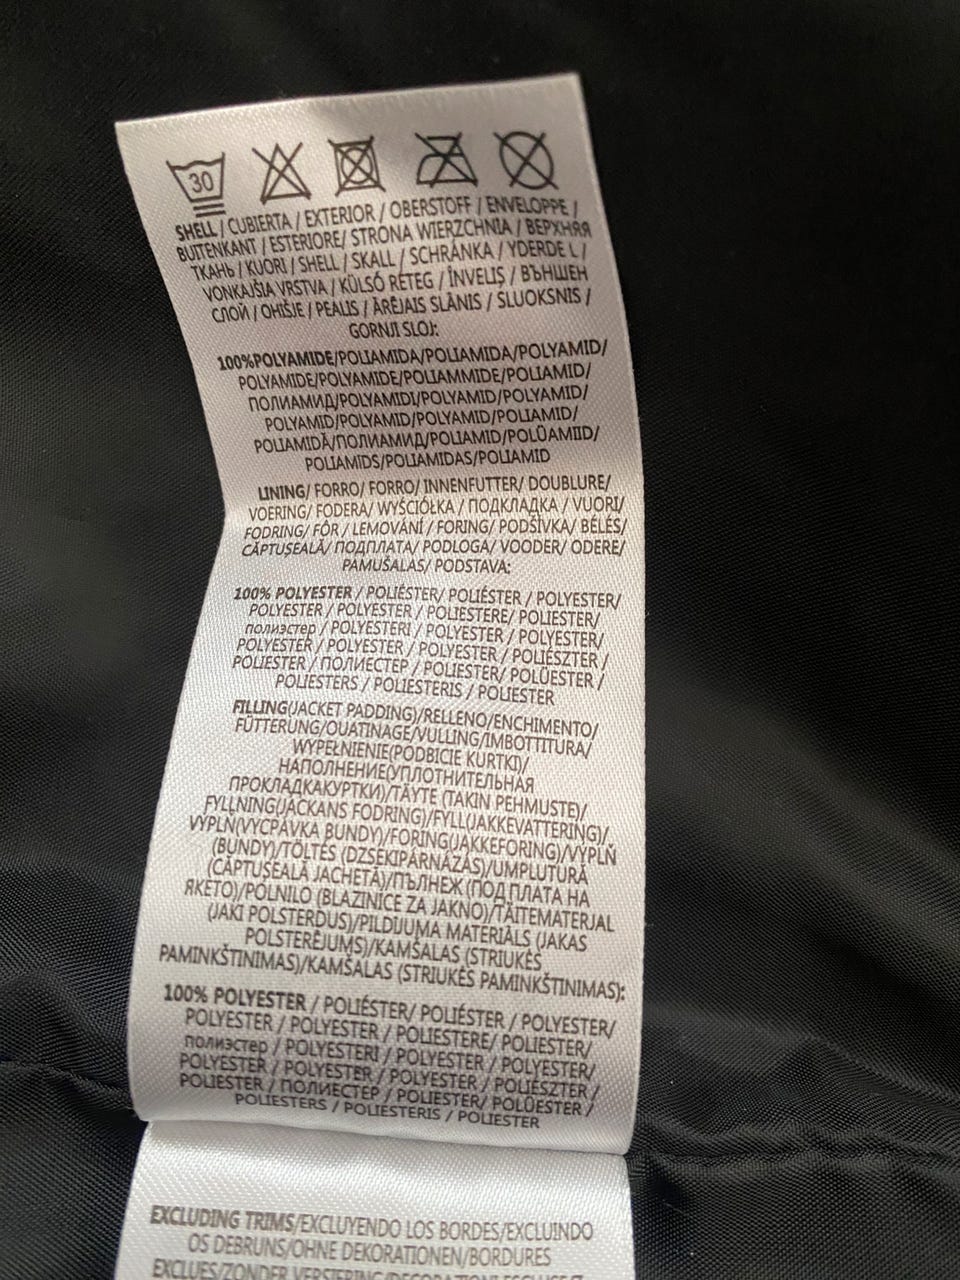 30
SHELL / CUBIERTA / EXTERIOR / OBERSTOFF / ENVELOPPE /
BUITENKANT / ESTERIORE/ STRONA WIERZCHNIA / ВЕРХНЯЯ
ТКАНЬ / KUORI / SHELL / SKALL / SCHRÁNKA / YDERDE L /
VONKAJŠIA VRSTVA / KÜLSŐ RÉTEG / ÎNVELIŞ / ВЪНШЕН
СЛОЙ / OHIŠJE / PEALIS / ĀRĒJAIS SLĀNIS / SLUOKSNIS /
GORNJI SLOJ:
100%POLYAMIDE/POLIAMIDA/POLIAMIDA/POLYAMID/
POLYAMIDE/POLYAMIDE/POLIAMMIDE/POLIAMID/
ПОЛИАМИД/POLYAMIDI/POLYAMID/POLYAMID/
POLYAMID/POLYAMID/POLYAMID/POLIAMID/
POLIAMIDĂ/ПОЛИАМИД/POLIAMID/POLÜAMIID/
POLIAMIDS/POLIAMIDAS/POLIAMID
LINING/ FORRO/ FORRO/ INNENFUTTER/ DOUBLURE/
VOERING/ FODERA/ WYŚCIÓŁKA / ПОДКЛАДКА / VUORI/
FODRING/ FÔR / LEMOVÁNÍ / FORING/ PODŠÍVKA/ BÉLÉS/
CĂPTUŞEALĂ/ ПОДПЛАТА/ PODLOGA/ VOODER/ ODERE/
PAMUŠALAS/ PODSTAVA:
100% POLYESTER / POLIÉSTER/ POLIÉSTER / POLYESTER/
POLYESTER / POLYESTER / POLIESTERE/ POLIESTER/
полиэстер / POLYESTERI / POLYESTER / POLYESTER/
POLYESTER / POLYESTER / POLYESTER / POLIÉSZTER /
POLIESTER / ПОЛИЕСТЕР / POLIESTER/ POLÜESTER /
POLIESTERS / POLIESTERIS / POLIESTER
FILLING(JACKET PADDING)/RELLENO/ENCHIMENTO/
FÜTTERUNG/OUATINAGE/VULLING/IMBOTTITURA/
WYPEŁNIENIE(PODBICIE KURTKI)/
НАПОЛНЕНИЕ(УПЛОТНИТЕЛЬНАЯ
ПРОКЛАДКАКУРТКИ)/TÄYTE (TAKIN PEHMUSTE)/
FYLLNING(JACKANS FODRING)/FYLL(JAKKEVATTERING)/
VÝPLŇ(VYCPÁVKA BUNDY)/FORING(JAKKEFORING)/VÝPLŇ
(BUNDY)/TÖLTÉS (DZSEKIPÁRNÁZÁS)/UMPLUTURĂ
(CĂPTUŞEALĂ JACHETĂ)/ПЪЛНЕЖ (ПОД ПЛАТА НА
ЯКЕТО)/POLNILO (BLAZINICE ZA JAKNO)/TÄITEMATERJAL
(JAKI POLSTERDUS)/PILDĪJUMA MATERIĀLS (JAKAS
POLSTERĒJUMS)/KAMŠALAS (STRIUKĖS
PAMINKŠTINIMAS)/KAMŠALAS (STRIUKĖS PAMINKŠTINIMAS):
100% POLYESTER / POLIÉSTER/ POLIÉSTER / POLYESTER/
POLYESTER / POLYESTER / POLIESTERE/ POLIESTER/
полиэстер / POLYESTERI / POLYESTER / POLYESTER/
POLYESTER / POLYESTER / POLYESTER / POLIÉSZTER /
POLIESTER / ПОЛИЕСТЕР / POLIESTER/ POLÜESTER /
POLIESTERS / POLIESTERIS / POLIESTER
EXCLUDING TRIMS/EXCLUYENDO LOS BORDES/EXCLUINDO
OS DEBRUNS/OHNE DEKORATIONEN/BORDURES
EXCLUES/ZONDER